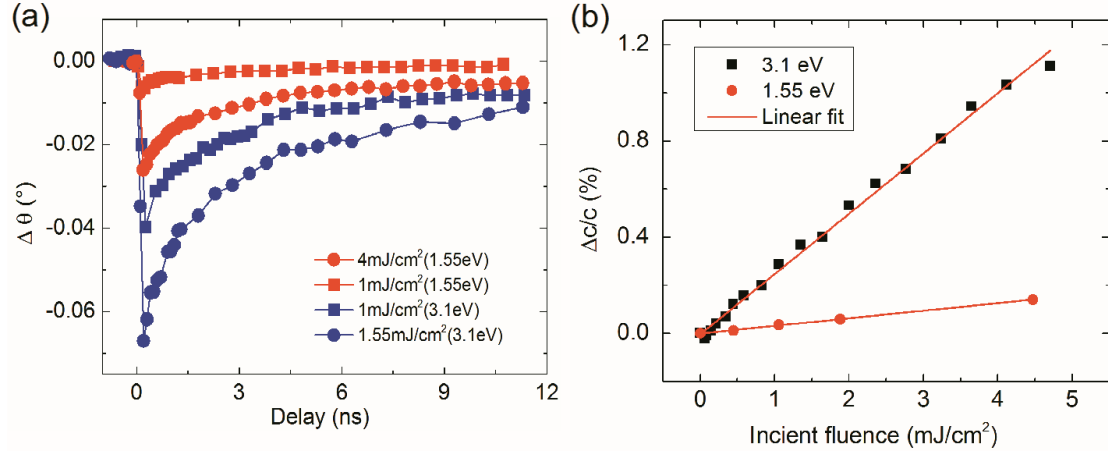 (a)
Δ θ (°)
0.00
-0.02
-0.04
-0.06
4mJ/cm²(1.55eV)
1mJ/cm²(1.55eV)
1mJ/cm²(3.1eV)
1.55mJ/cm²(3.1eV)
0 3 6 9 12
Delay (ns)
(b)
Δc/c (%)
1.2
0.8
0.4
0.0
3.1 eV
1.55 eV
Linear fit
0 1 2 3 4 5
Incient fluence (mJ/cm²)